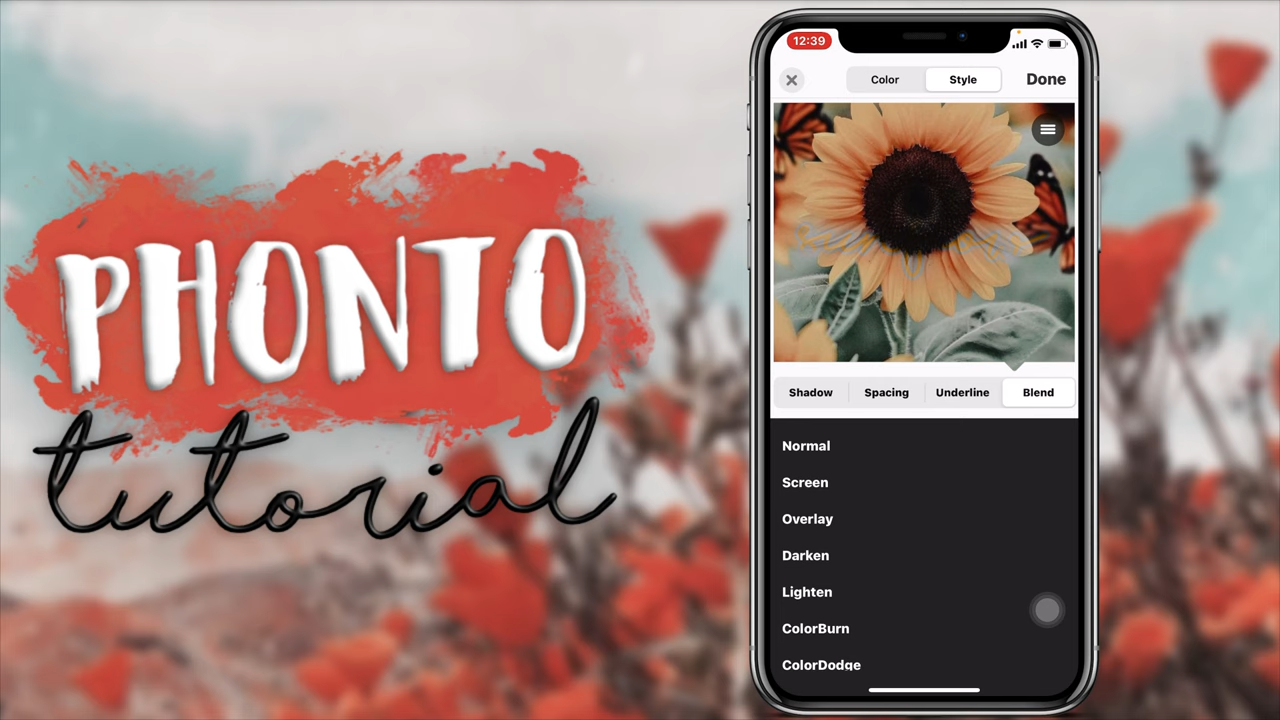 PHONTO
tutorial
12:39
Color Style Done
Shadow Spacing Underline Blend
Normal
Screen
Overlay
Darken
Lighten
ColorBurn
ColorDodge